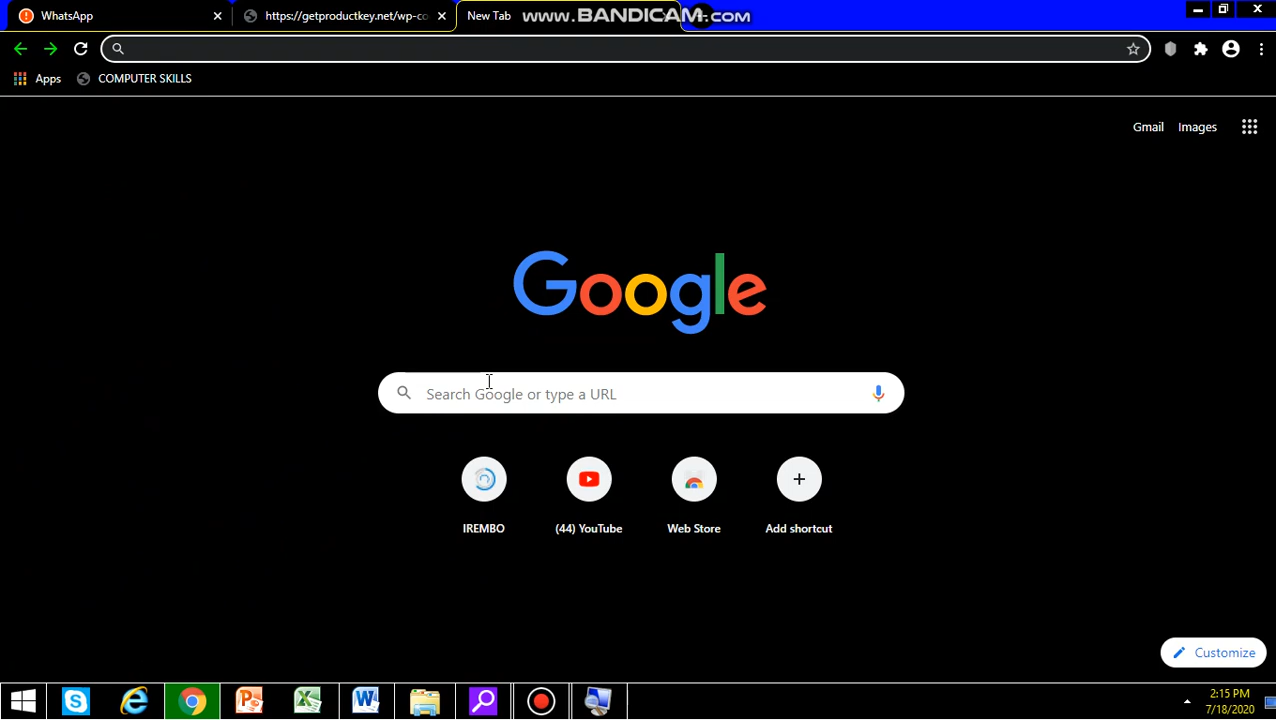 WhatsApp
https://getproductkey.net/wp-co
New Tab
WWW.BANDICAM.COM
Apps
COMPUTER SKILLS
Gmail
Images
Google
Search Google or type a URL
IREMBO
(44) YouTube
Web Store
Add shortcut
Customize
2:15 PM
7/18/2020